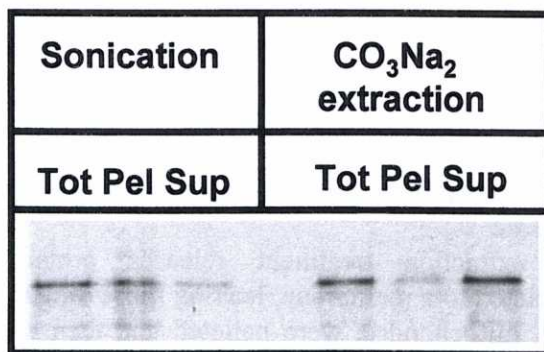 Sonication
CO₃Na₂
extraction
Tot Pel Sup
Tot Pel Sup